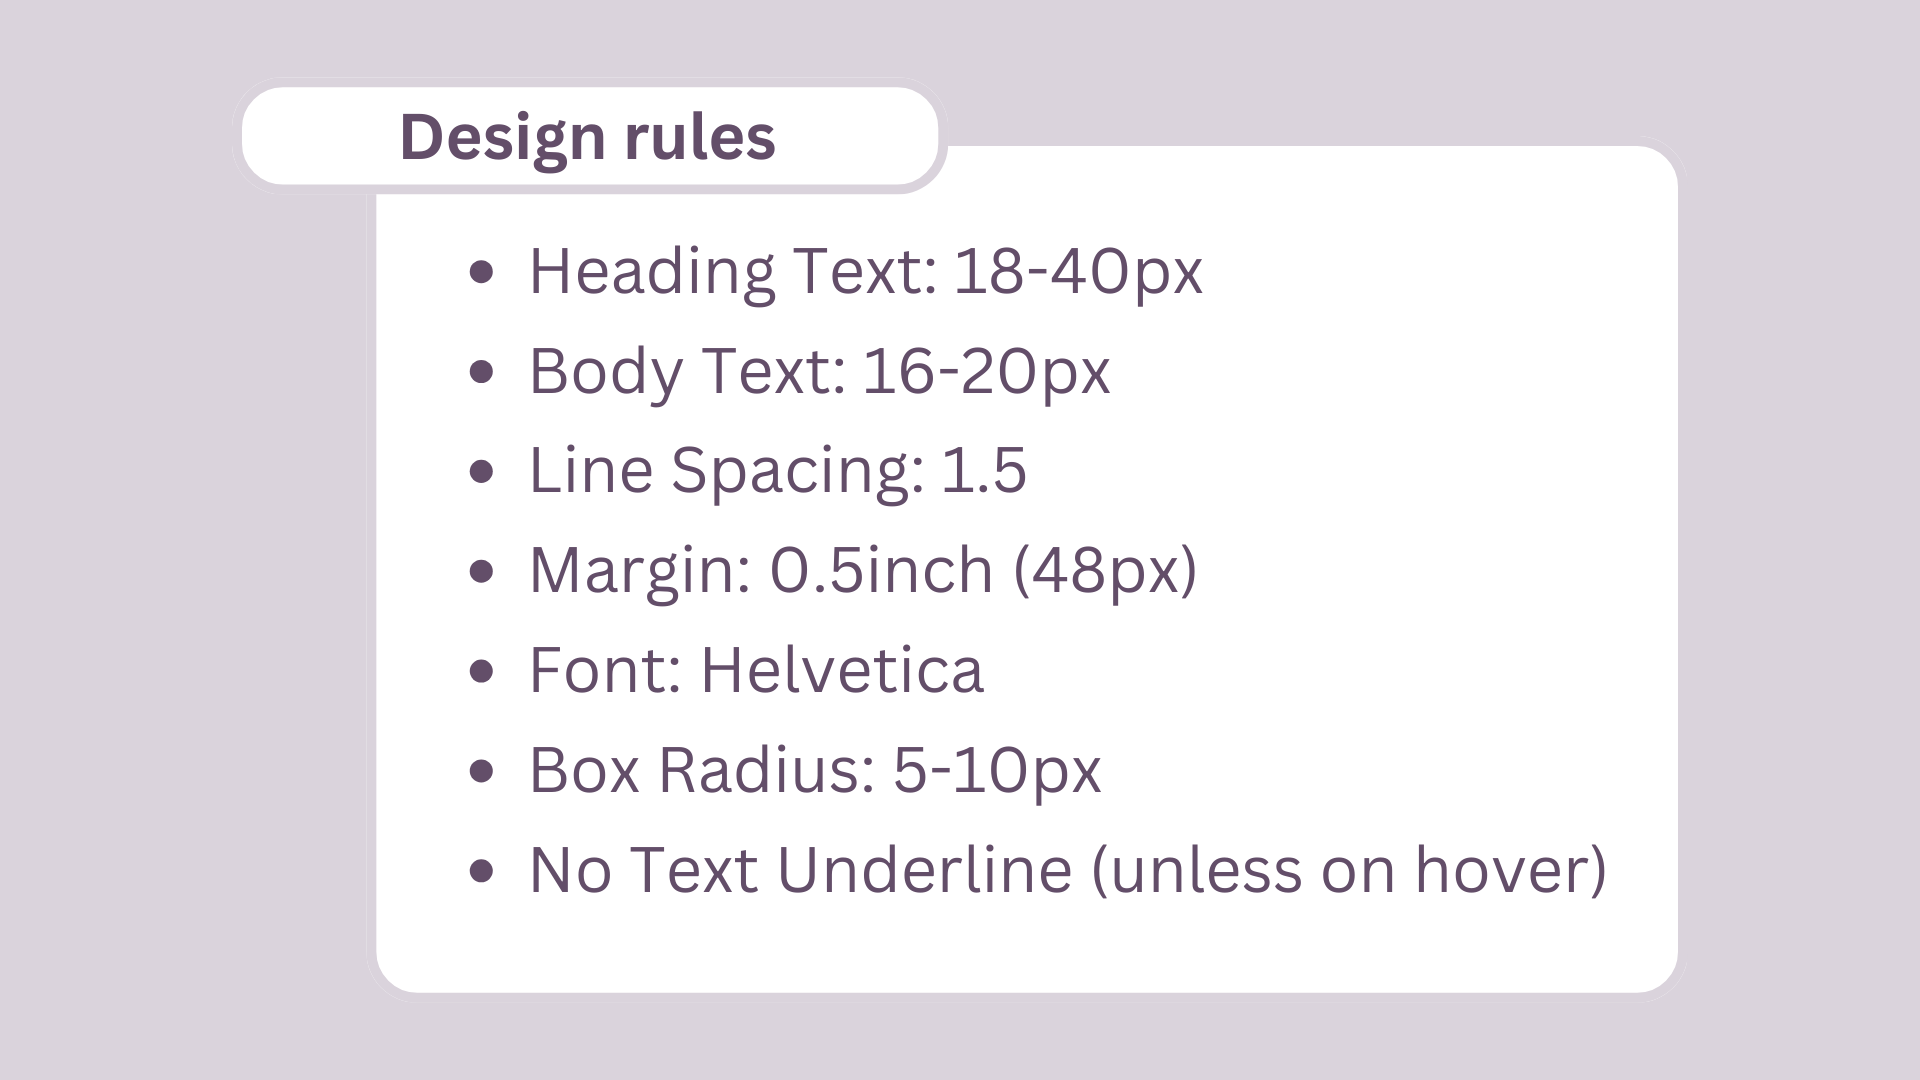 Design rules
• Heading Text: 18-40px
• Body Text: 16-20px
• Line Spacing: 1.5
• Margin: 0.5inch (48px)
• Font: Helvetica
• Box Radius: 5-10px
• No Text Underline (unless on hover)